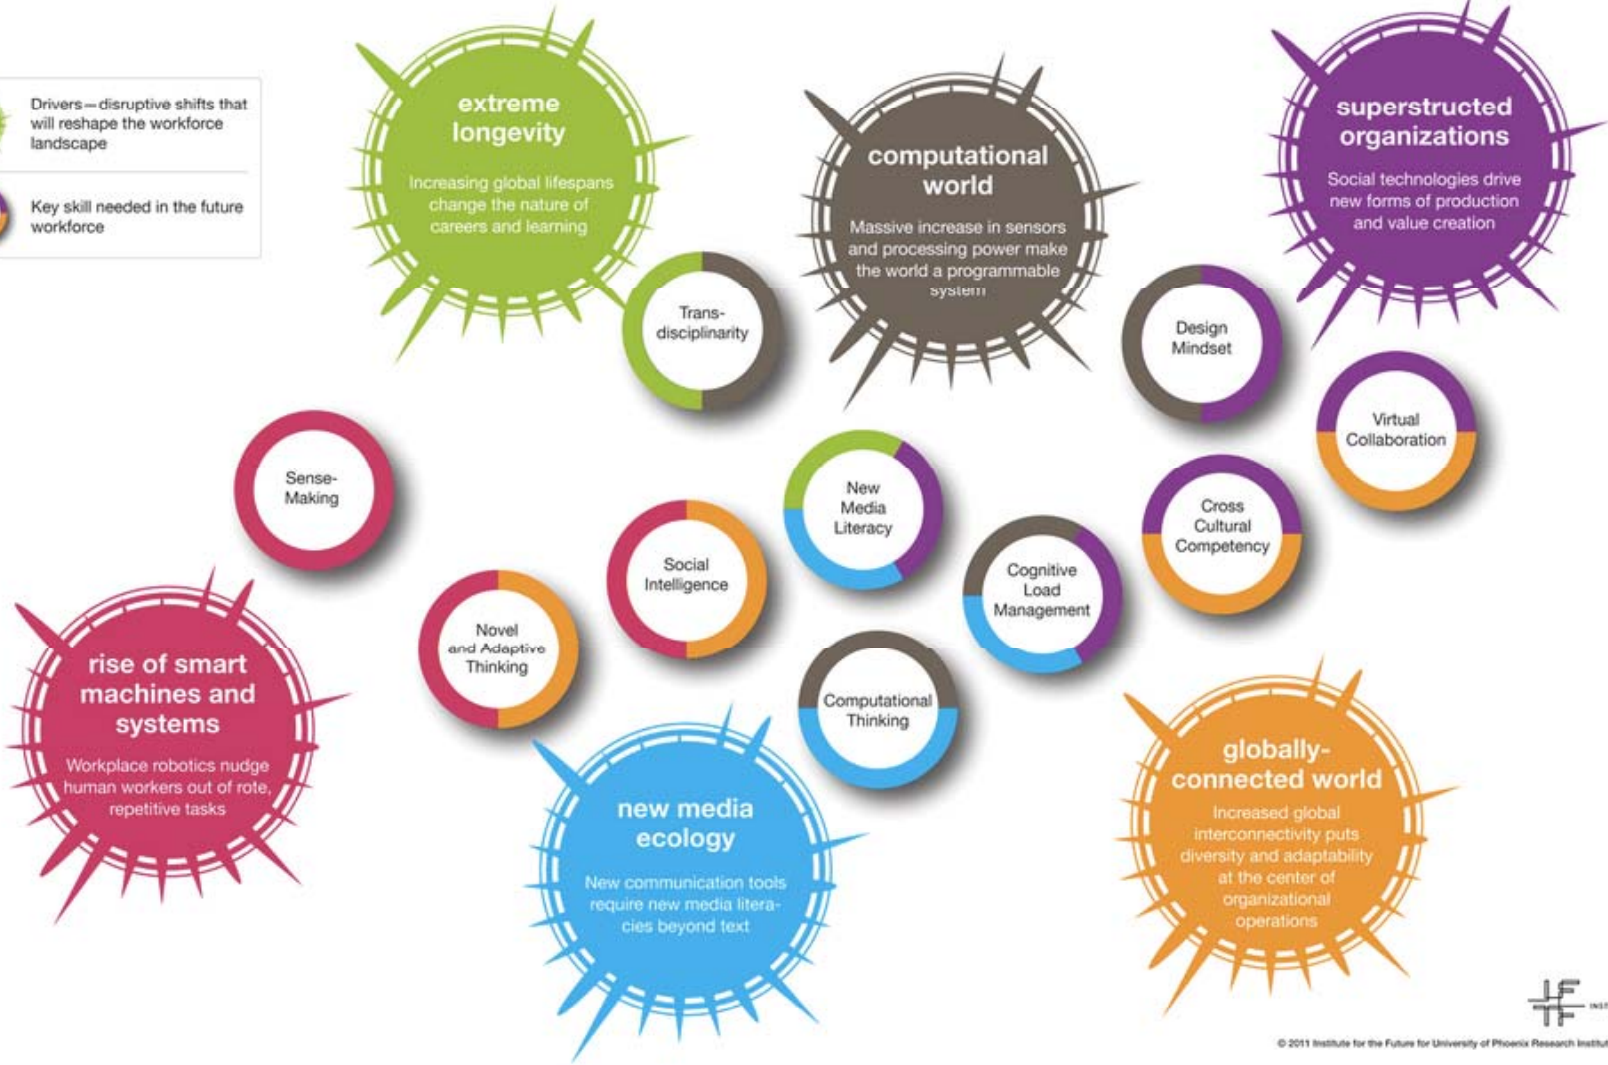 Drivers—disruptive shifts that
will reshape the workforce
landscape
Key skill needed in the future
workforce
extreme
longevity
Increasing global lifespans
change the nature of
careers and learning
computational
world
Massive increase in sensors
and processing power make
the world a programmable
system
superstructed
organizations
Social technologies drive
new forms of production
and value creation
Trans-
disciplinarity
Design
Mindset
Virtual
Collaboration
Sense-
Making
New
Media
Literacy
Cross
Cultural
Competency
Social
Intelligence
Cognitive
Load
Management
Novel
and Adaptive
Thinking
Computational
Thinking
rise of smart
machines and
systems
Workplace robotics nudge
human workers out of rote,
repetitive tasks
new media
ecology
New communication tools
require new media litera-
cies beyond text
globally-
connected world
Increased global
interconnectivity puts
diversity and adaptability
at the center of
organizational
operations
© 2011 Institute for the Future for University of Phoenix Research